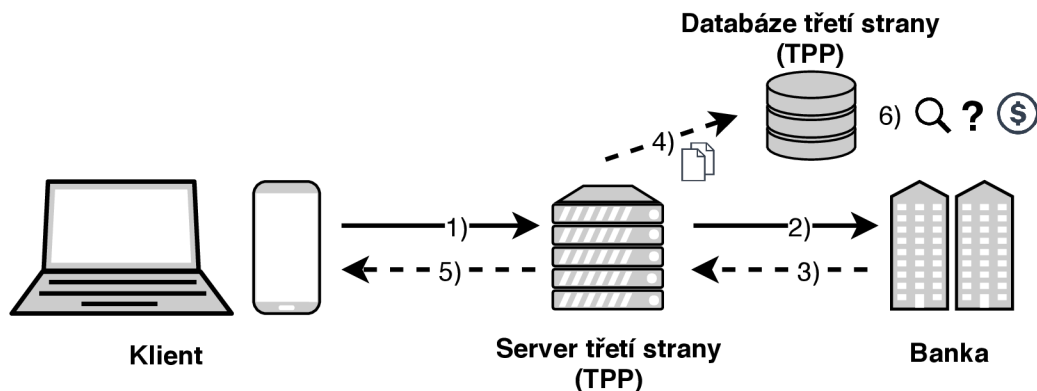 Databáze třetí strany
(TPP)
6) ? $
4)
1)
2)
5)
3)
Klient
Server třetí strany
(TPP)
Banka